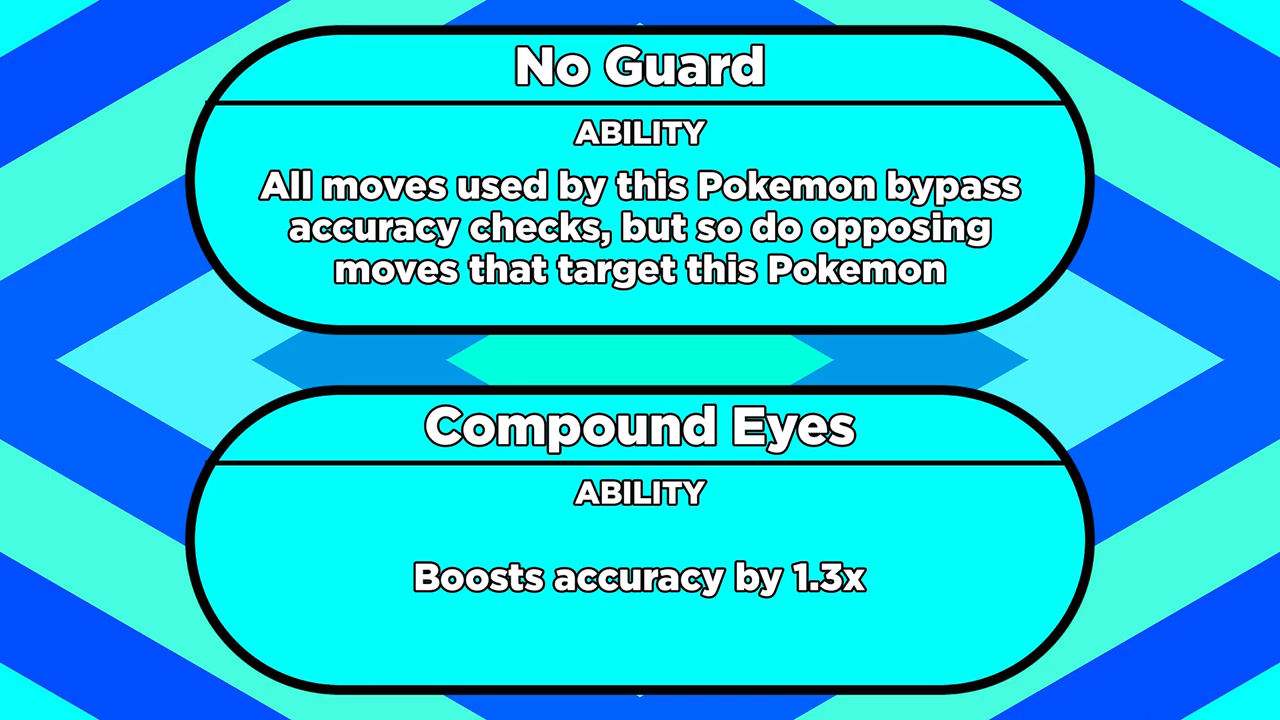 No Guard
ABILITY
All moves used by this Pokemon bypass
accuracy checks, but so do opposing
moves that target this Pokemon
Compound Eyes
ABILITY
Boosts accuracy by 1.3x